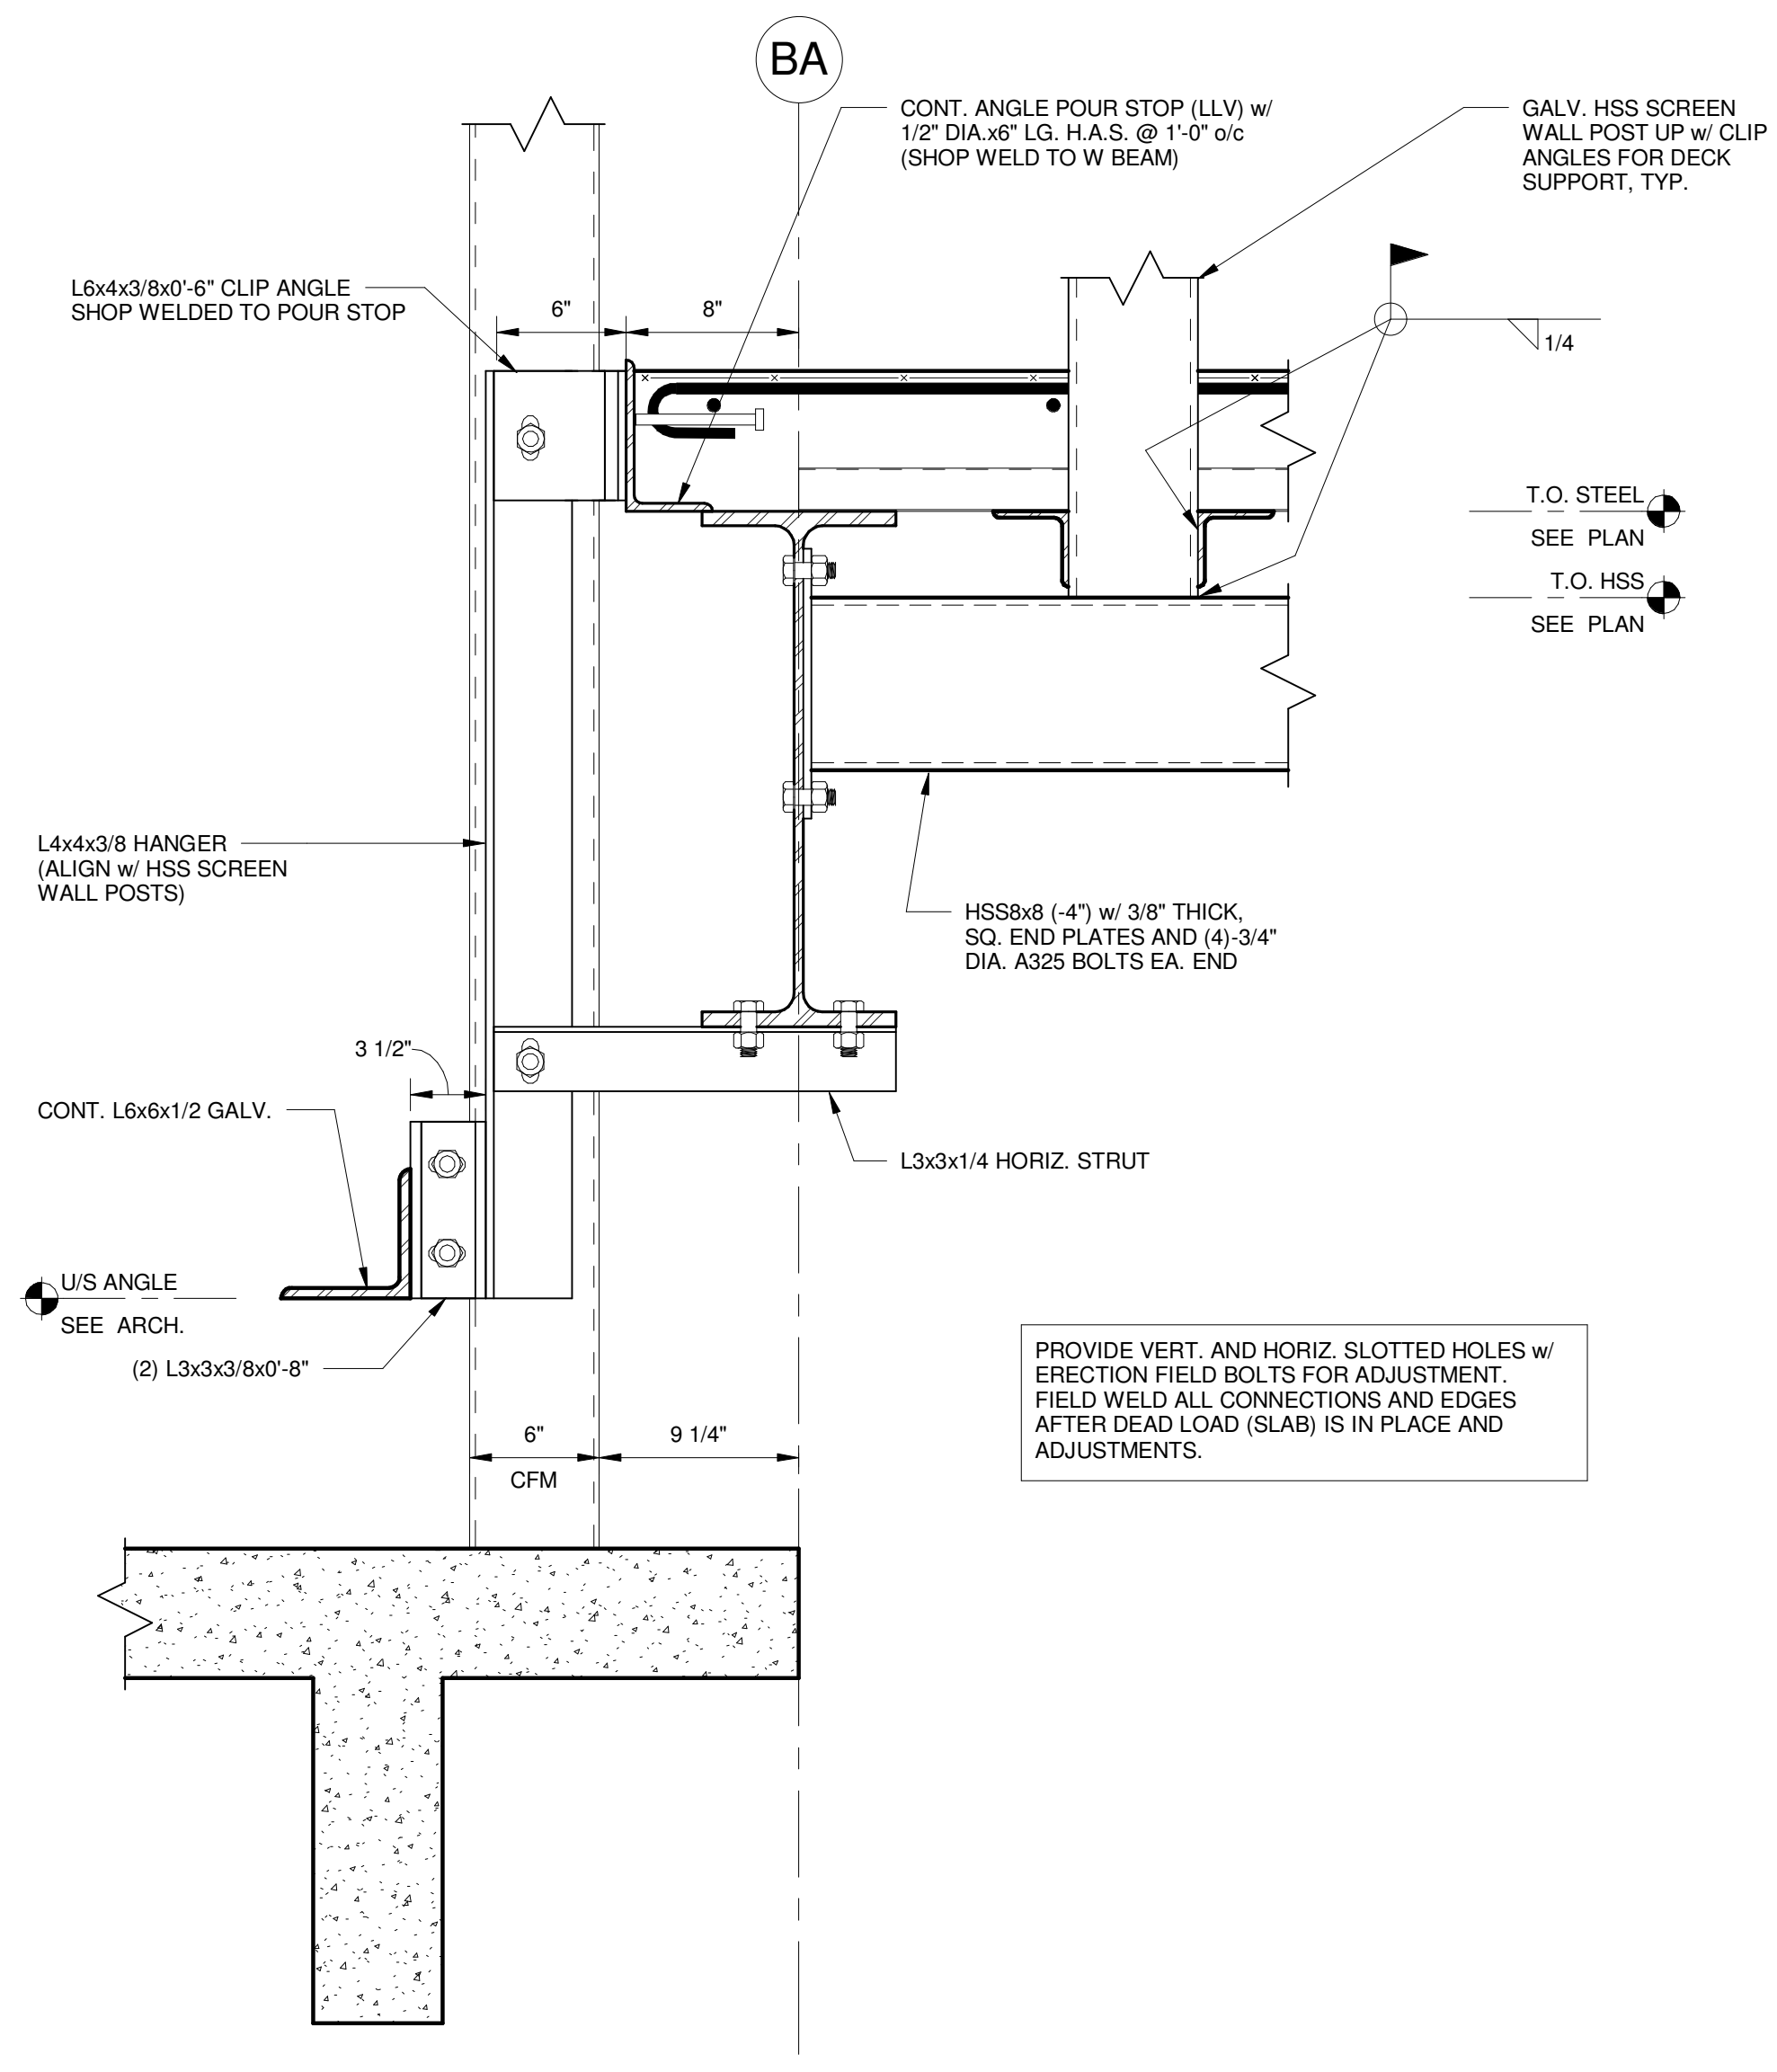 BA
CONT. ANGLE POUR STOP (LLV) w/
1/2" DIA.x6" LG. H.A.S. @ 1'-0" o/c
(SHOP WELD TO W BEAM)
GALV. HSS SCREEN
WALL POST UP w/ CLIP
ANGLES FOR DECK
SUPPORT, TYP.
L6x4x3/8x0'-6" CLIP ANGLE
SHOP WELDED TO POUR STOP
6"
8"
1/4
T.O. STEEL
SEE PLAN
T.O. HSS
SEE PLAN
L4x4x3/8 HANGER
(ALIGN w/ HSS SCREEN
WALL POSTS)
HSS8x8 (-4") w/ 3/8" THICK,
SQ. END PLATES AND (4)-3/4"
DIA. A325 BOLTS EA. END
3 1/2"
CONT. L6x6x1/2 GALV.
L3x3x1/4 HORIZ. STRUT
U/S ANGLE
SEE ARCH.
(2) L3x3x3/8x0'-8"
PROVIDE VERT. AND HORIZ. SLOTTED HOLES w/
ERECTION FIELD BOLTS FOR ADJUSTMENT.
FIELD WELD ALL CONNECTIONS AND EDGES
AFTER DEAD LOAD (SLAB) IS IN PLACE AND
ADJUSTMENTS.
6"
CFM
9 1/4"